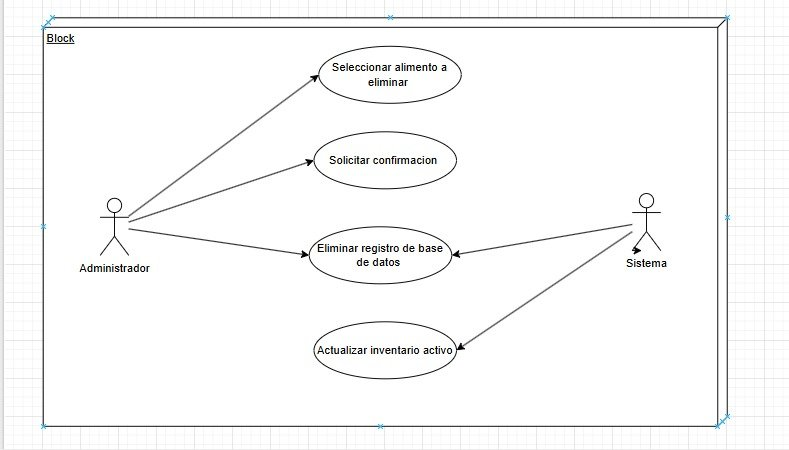 Block
Seleccionar alimento a
eliminar
Solicitar confirmacion
Eliminar registro de base
de datos
Administrador
Sistema
Actualizar inventario activo